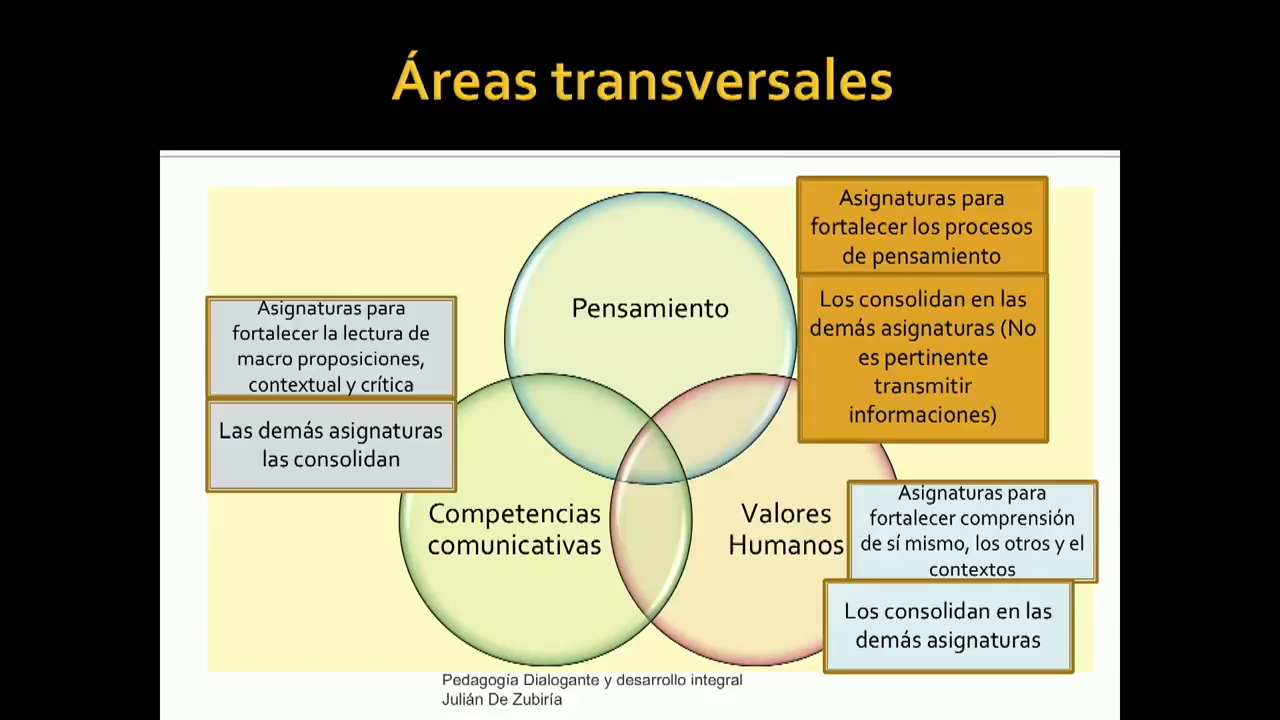 Áreas transversales
Asignaturas para
fortalecer los procesos
de pensamiento
Los consolidan en las
demás asignaturas (No
es pertinente
transmitir
informaciones)
Pensamiento
Asignaturas para
fortalecer la lectura de
macro proposiciones,
contextual y crítica
Las demás asignaturas
las consolidan
Competencias
comunicativas
Valores
Humanos
Asignaturas para
fortalecer comprensión
de sí mismo, los otros y el
contextos
Los consolidan en las
demás asignaturas
Pedagogía Dialogante y desarrollo integral
Julián De Zubiría